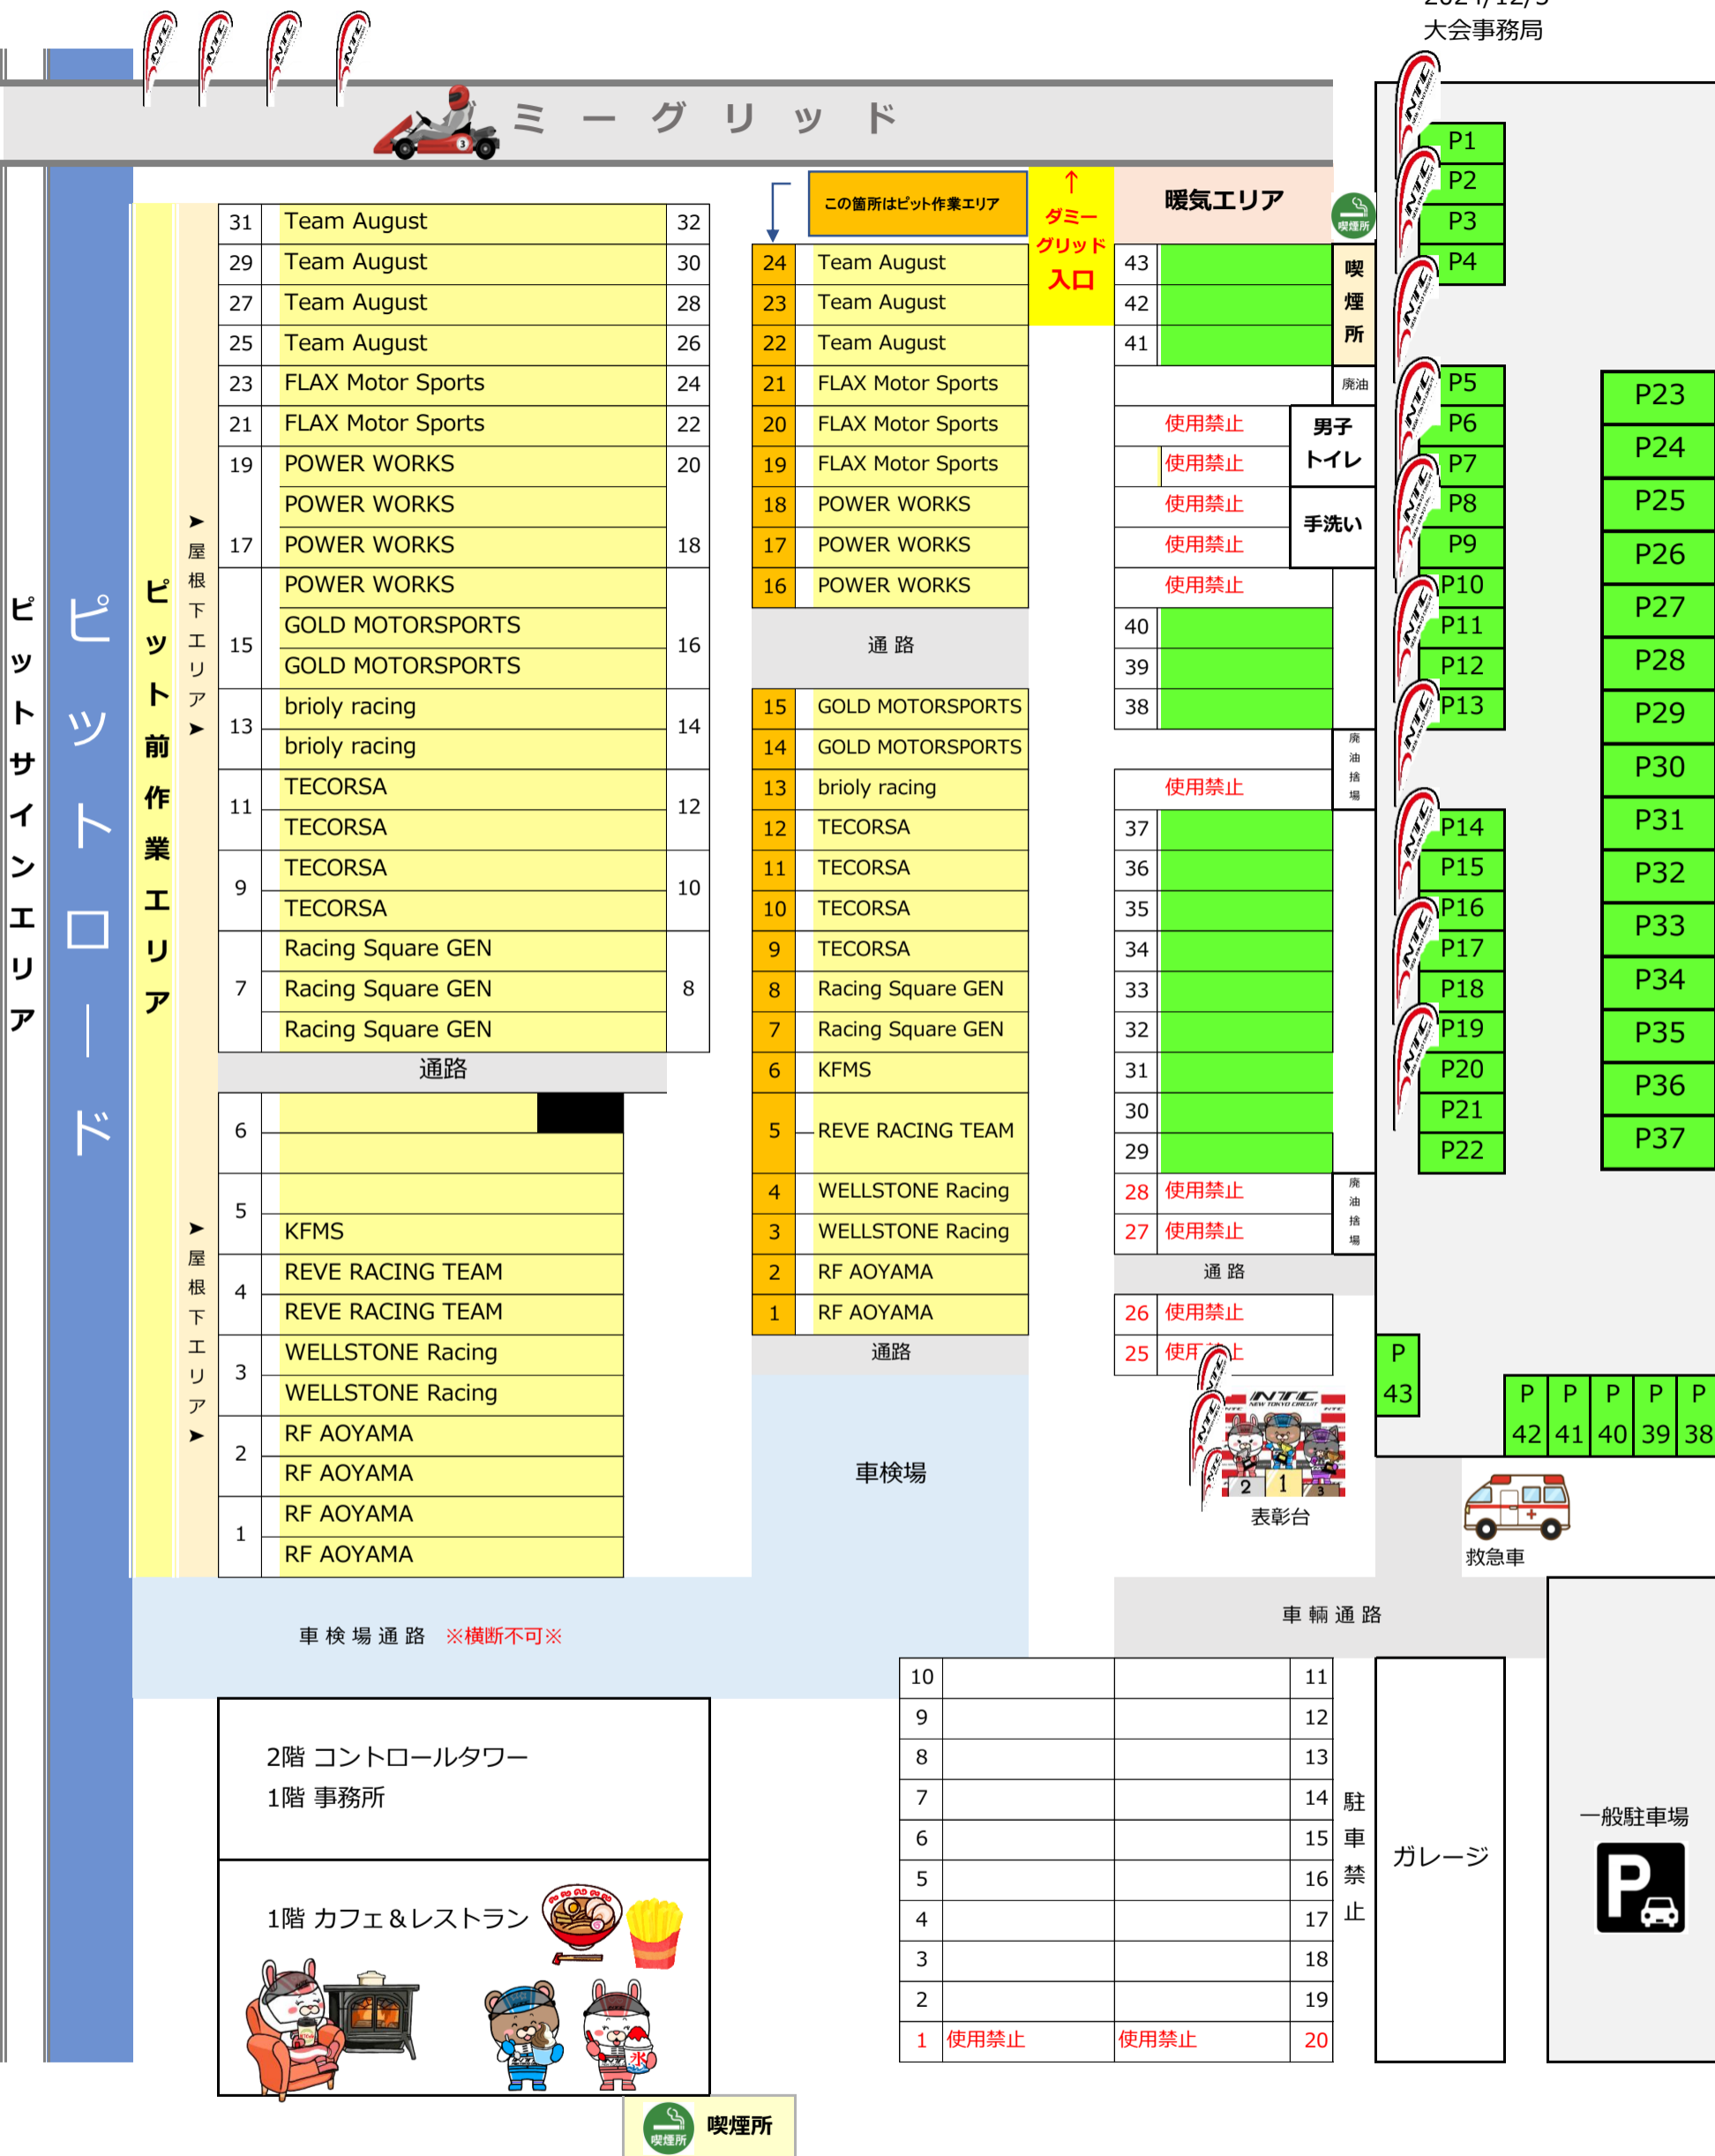 大会事務局
ミーグリッド
この箇所はピット作業エリア
↑
ダミー
グリッド
入口
暖気エリア
喫煙所
喫煙所
廃油
男子
トイレ
手洗い
ピットサインエリア
ピットロード
ピット前作業エリア
➤屋根下エリア➤
➤屋根下エリア➤
31 Team August 32
29 Team August 30
27 Team August 28
25 Team August 26
23 FLAX Motor Sports 24
21 FLAX Motor Sports 22
19 POWER WORKS 20
POWER WORKS
17 POWER WORKS 18
POWER WORKS
GOLD MOTORSPORTS
15 16
GOLD MOTORSPORTS
brioly racing
13 14
brioly racing
TECORSA
11 12
TECORSA
TECORSA
9 10
TECORSA
Racing Square GEN
7 Racing Square GEN 8
Racing Square GEN
通路
6
5
KFMS
REVE RACING TEAM
4
REVE RACING TEAM
WELLSTONE Racing
3
WELLSTONE Racing
RF AOYAMA
2
RF AOYAMA
RF AOYAMA
1
RF AOYAMA
24 Team August
23 Team August
22 Team August
21 FLAX Motor Sports
20 FLAX Motor Sports
19 FLAX Motor Sports
18 POWER WORKS
17 POWER WORKS
16 POWER WORKS
通路
15 GOLD MOTORSPORTS
14 GOLD MOTORSPORTS
13 brioly racing
12 TECORSA
11 TECORSA
10 TECORSA
9 TECORSA
8 Racing Square GEN
7 Racing Square GEN
6 KFMS
5 REVE RACING TEAM
4 WELLSTONE Racing
3 WELLSTONE Racing
2 RF AOYAMA
1 RF AOYAMA
通路
車検場
43
42
41
使用禁止
使用禁止
使用禁止
使用禁止
使用禁止
40
39
38
廃油捨場
使用禁止
37
36
35
34
33
32
31
30
29
28 使用禁止
27 使用禁止
廃油捨場
通路
26 使用禁止
25 使用禁止
NTC
NEW TOKYO CIRCUIT
2 1 3
表彰台
P1
P2
P3
P4
P5
P6
P7
P8
P9
P10
P11
P12
P13
P14
P15
P16
P17
P18
P19
P20
P21
P22
P23
P24
P25
P26
P27
P28
P29
P30
P31
P32
P33
P34
P35
P36
P37
P 43
P 42
P 41
P 40
P 39
P 38
救急車
車輌通路
車検場通路 ※横断不可※
10 11
9 12
8 13
7 14
6 15
5 16
4 17
3 18
2 19
1 使用禁止 使用禁止 20
駐車禁止
ガレージ
一般駐車場
P
2階 コントロールタワー
1階 事務所
1階 カフェ＆レストラン
氷
喫煙所
喫煙所